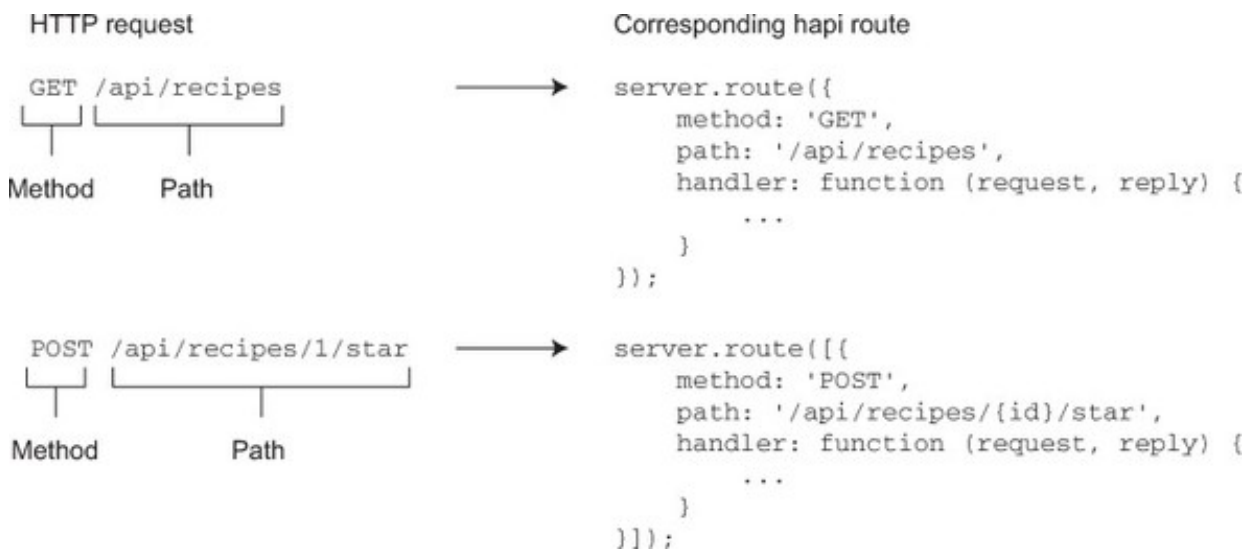 HTTP request
Corresponding hapi route
GET /api/recipes
Method Path
server.route({
method: 'GET',
path: '/api/recipes',
handler: function (request, reply) {
...
}
});
POST /api/recipes/1/star
Method Path
server.route([{
method: 'POST',
path: '/api/recipes/{id}/star',
handler: function (request, reply) {
...
}
}]);